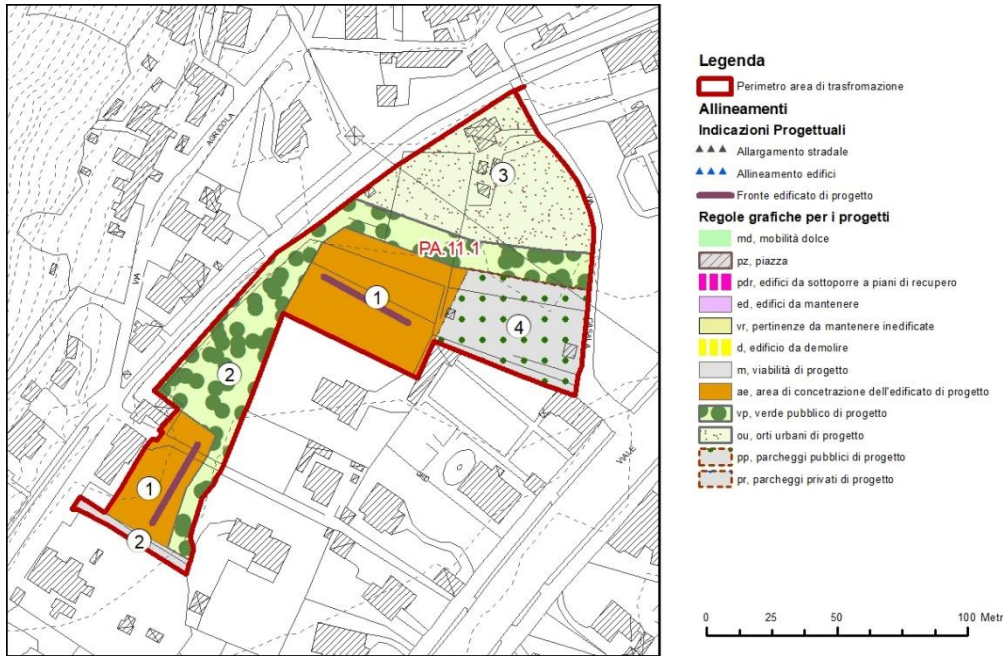 AGRICOLA
VIA
3
VIA
PA.11.1
1
4
CASALA
2
VIALE
1
2
Legenda
Perimetro area di trasfromazione
Allineamenti
Indicazioni Progettuali
Allargamento stradale
Allineamento edifici
Fronte edificato di progetto
Regole grafiche per i progetti
md, mobilità dolce
pz, piazza
pdr, edifici da sottoporre a piani di recupero
ed, edifici da mantenere
vr, pertinenze da mantenere inedificate
d, edificio da demolire
m, viabilità di progetto
ae, area di concetrazione dell'edificato di progetto
vp, verde pubblico di progetto
ou, orti urbani di progetto
pp, parcheggi pubblici di progetto
pr, parcheggi privati di progetto
0 25 50 100 Metr